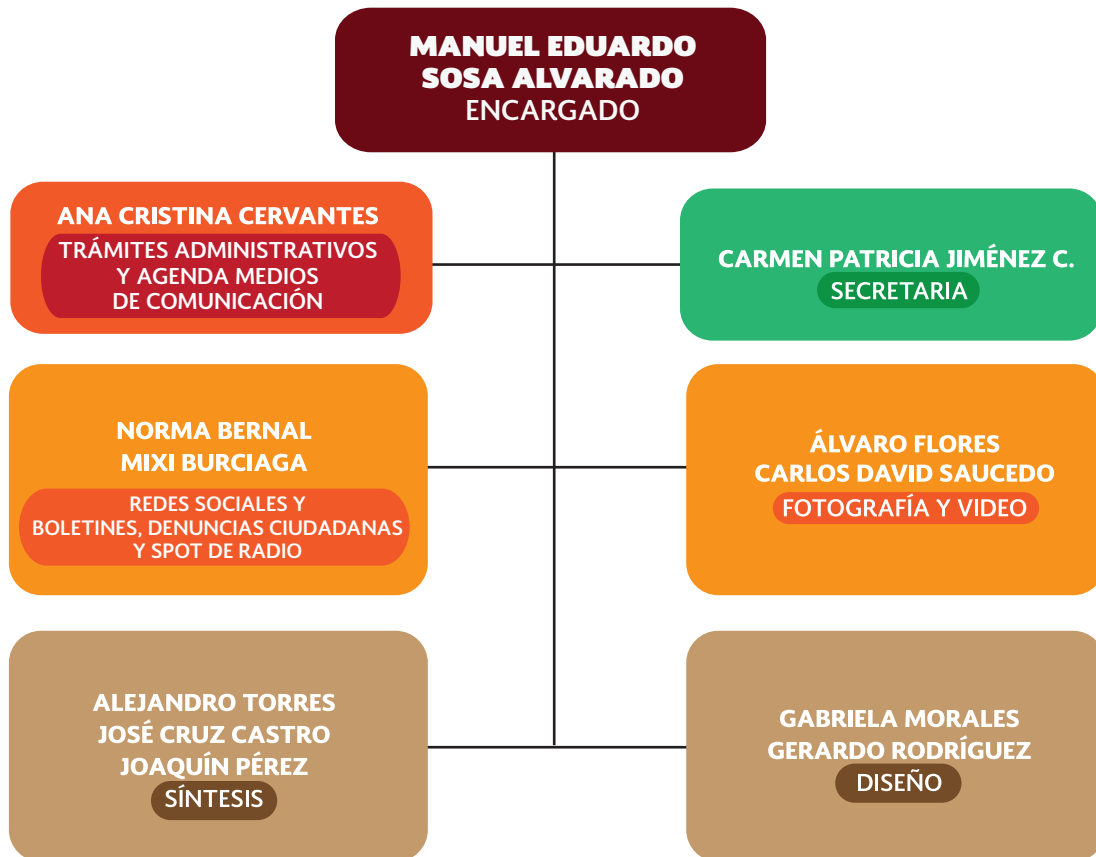 MANUEL EDUARDO
SOSA ALVARADO
ENCARGADO
ANA CRISTINA CERVANTES
TRÁMITES ADMINISTRATIVOS
Y AGENDA MEDIOS
DE COMUNICACIÓN
CARMEN PATRICIA JIMÉNEZ C.
SECRETARIA
NORMA BERNAL
MIXI BURCIAGA
REDES SOCIALES Y
BOLETINES, DENUNCIAS CIUDADANAS
Y SPOT DE RADIO
ÁLVARO FLORES
CARLOS DAVID SAUCEDO
FOTOGRAFÍA Y VIDEO
ALEJANDRO TORRES
JOSÉ CRUZ CASTRO
JOAQUÍN PÉREZ
SÍNTESIS
GABRIELA MORALES
GERARDO RODRÍGUEZ
DISEÑO